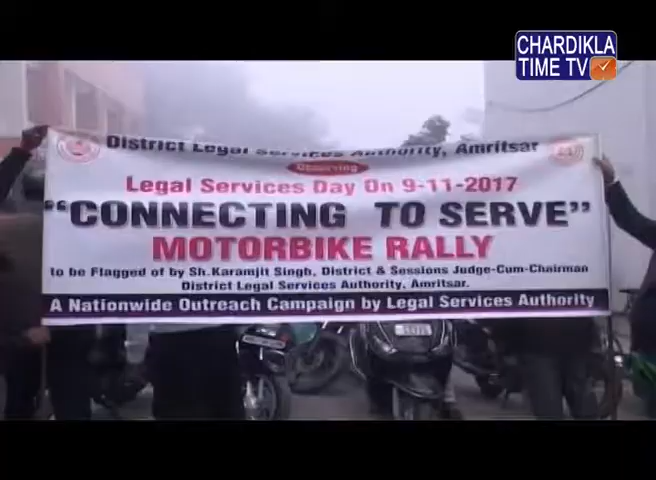 CHARDIKLA
TIME TV
District Legal Services Authority, Amritsar
Observing
Legal Services Day On 9-11-2017
"CONNECTING TO SERVE"
MOTORBIKE RALLY
to be Flagged of by Sh.Karamjit Singh, District & Sessions Judge-Cum-Chairman
District Legal Services Authority, Amritsar.
A Nationwide Outreach Campaign by Legal Services Authority